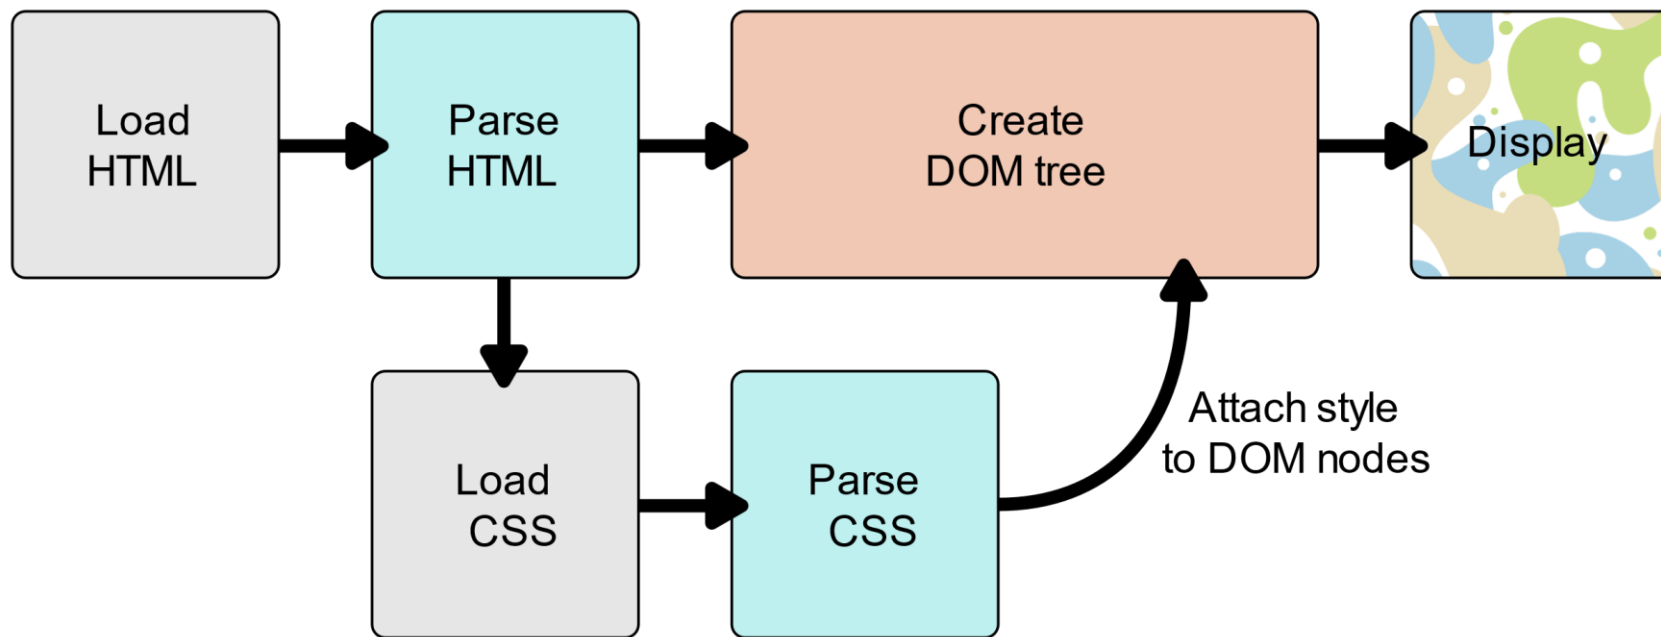 Load
HTML
Parse
HTML
Create
DOM tree
Display
Load
CSS
Parse
CSS
Attach style
to DOM nodes